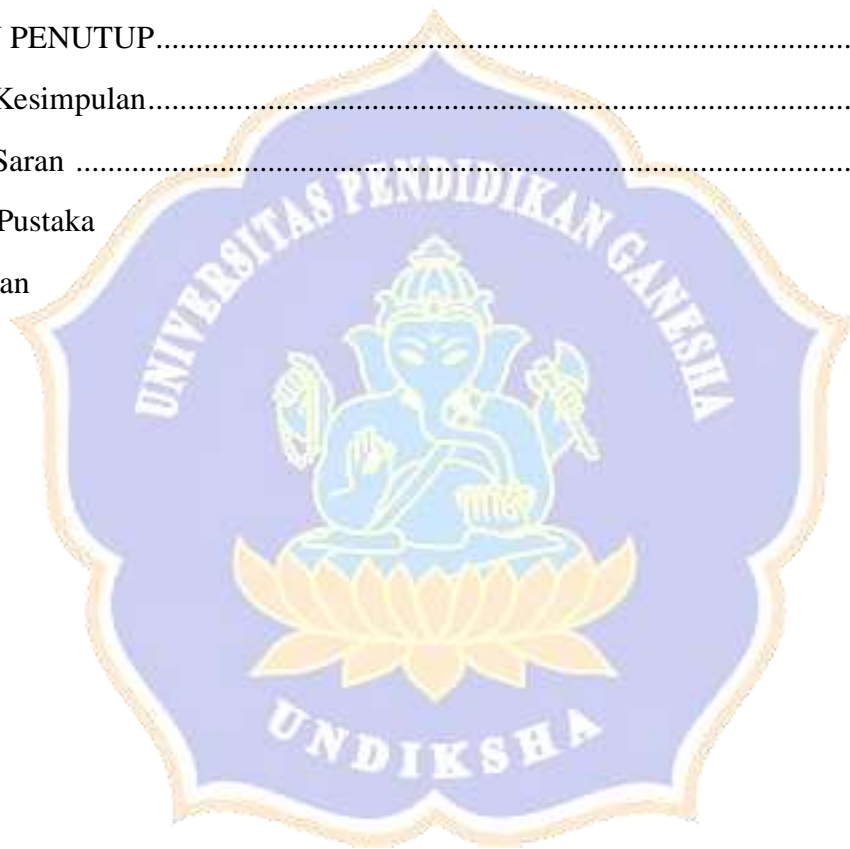 PENUTUP..........................................................................................
Kesimpulan...........................................................................................
Saran ....................................................................................................
Pustaka
an
UNIVERSITAS PENDIDIKAN GANESHA
UNDIKSHA